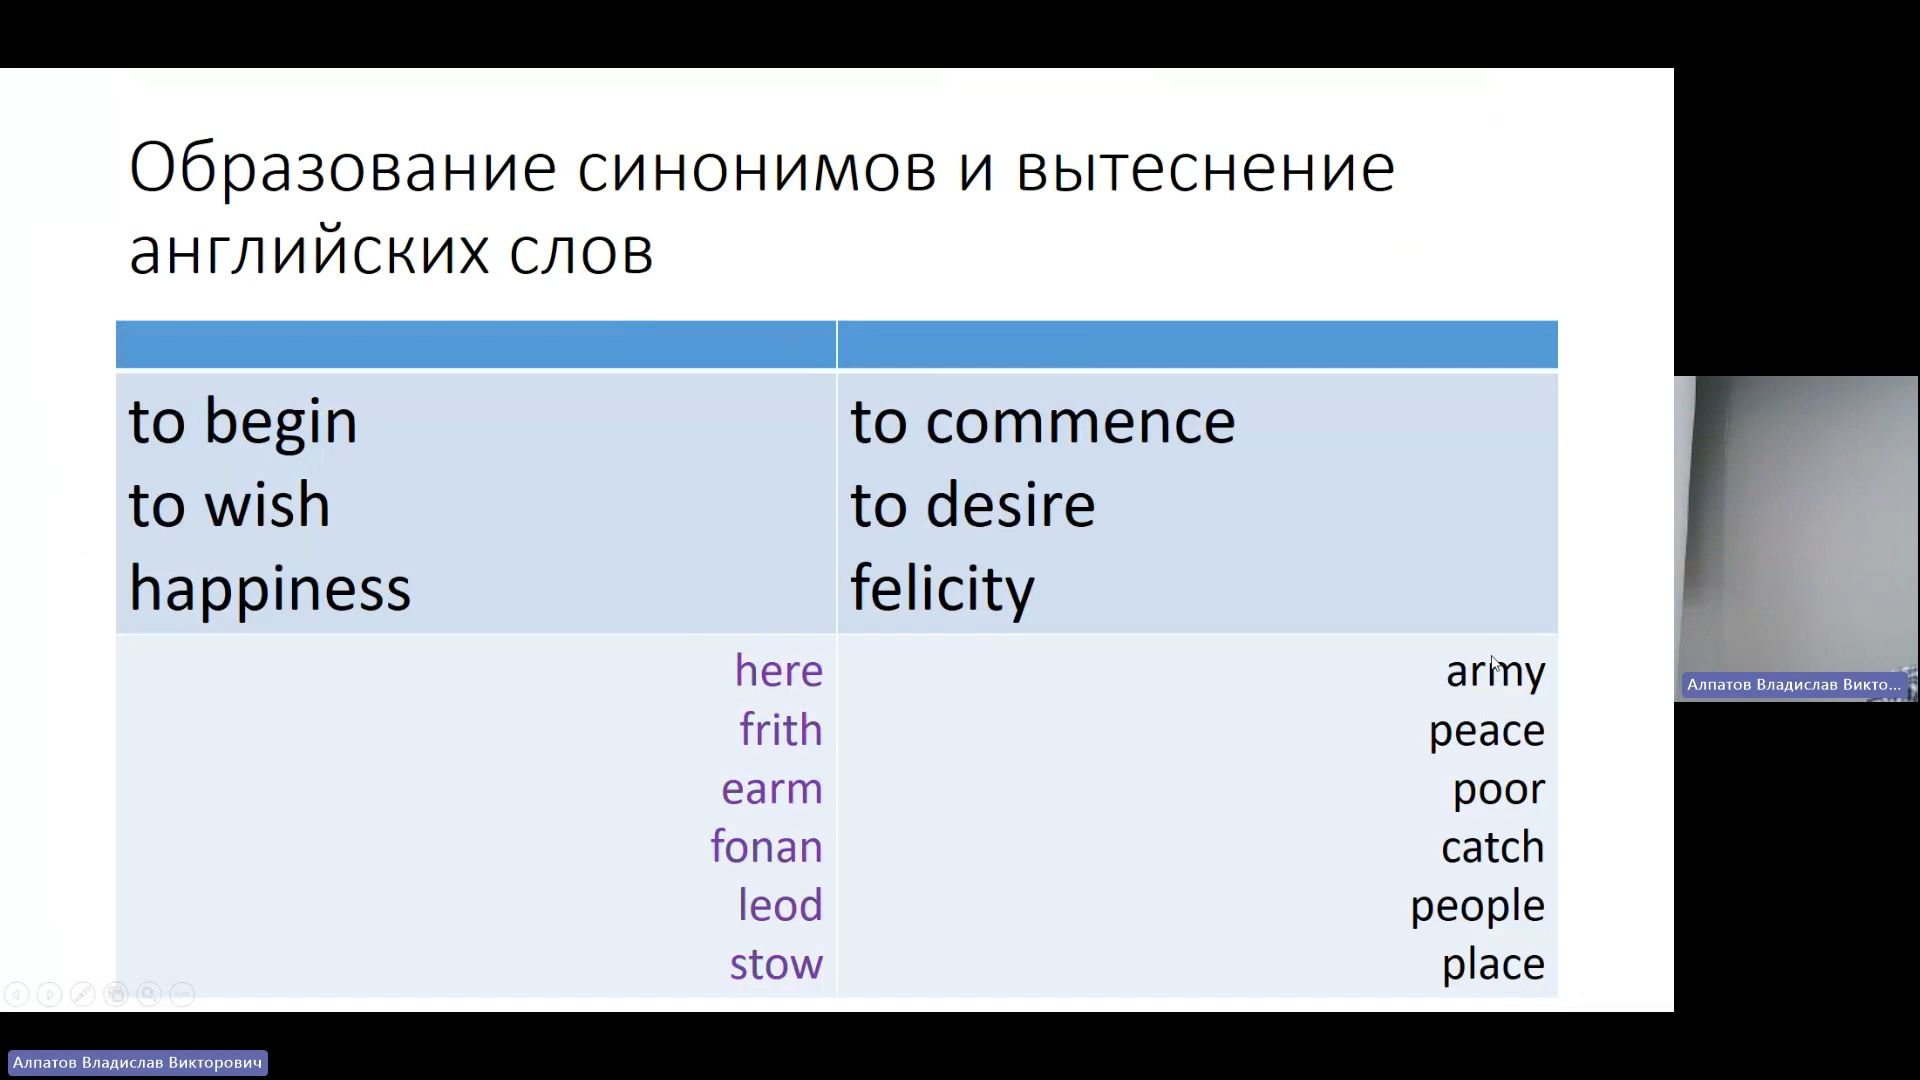 Образование синонимов и вытеснение
английских слов
to begin
to wish
happiness
to commence
to desire
felicity
here
frith
earm
fonan
leod
stow
army
peace
poor
catch
people
place
Алпатов Владислав Викто...
Алпатов Владислав Викторович